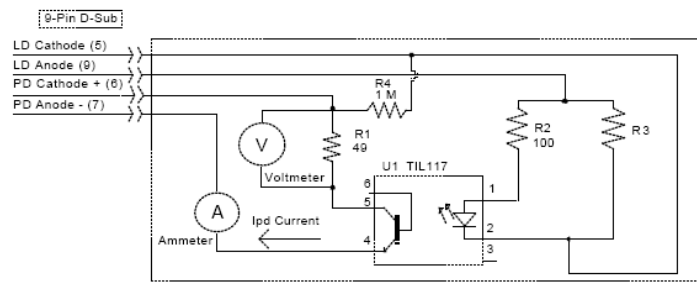 9-Pin D-Sub
LD Cathode (5)
LD Anode (9)
PD Cathode + (6)
PD Anode - (7)
R4
1 M
R1
49
V
Voltmeter
R2
100
R3
U1 TIL117
6
5
4
1
2
3
A
Ammeter
Ipd Current